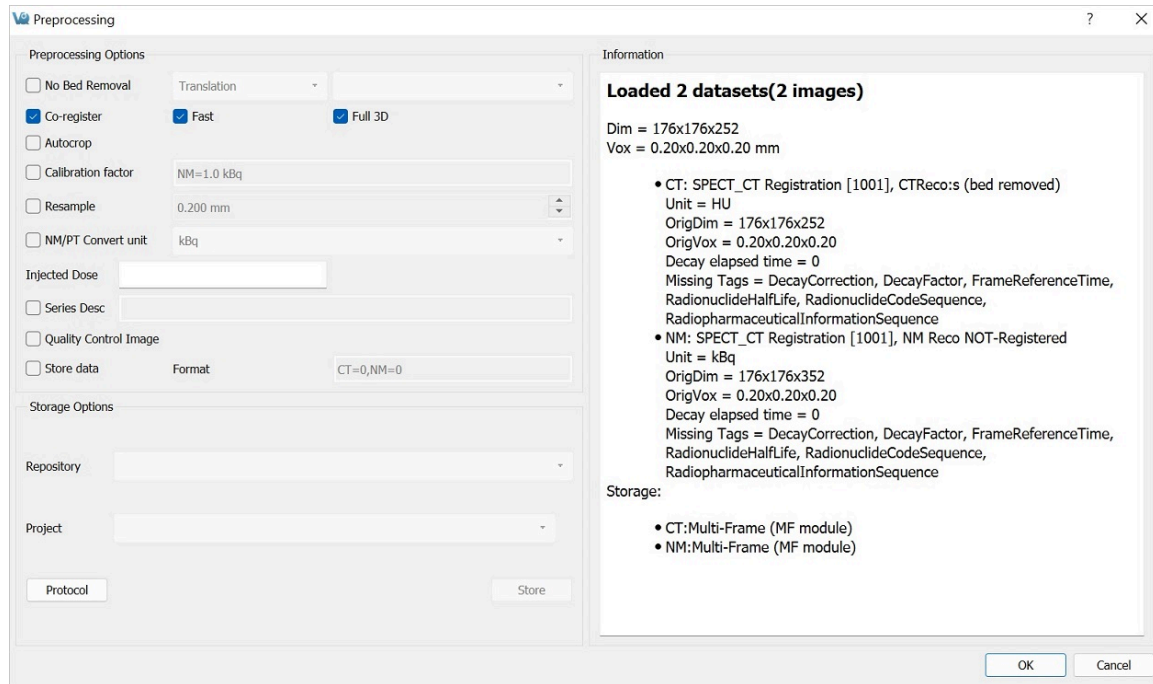 VQ Preprocessing
? ×
Preprocessing Options
No Bed Removal Translation
Co-register Fast Full 3D
Autocrop
Calibration factor NM=1.0 kBq
Resample 0.200 mm
NM/PT Convert unit kBq
Injected Dose
Series Desc
Quality Control Image
Store data Format CT=0,NM=0
Storage Options
Repository
Project
Protocol Store
Information
Loaded 2 datasets(2 images)
Dim = 176x176x252
Vox = 0.20x0.20x0.20 mm
• CT: SPECT_CT Registration [1001], CTReco:s (bed removed)
Unit = HU
OrigDim = 176x176x252
OrigVox = 0.20x0.20x0.20
Decay elapsed time = 0
Missing Tags = DecayCorrection, DecayFactor, FrameReferenceTime,
RadionuclideHalfLife, RadionuclideCodeSequence,
RadiopharmaceuticalInformationSequence
• NM: SPECT_CT Registration [1001], NM Reco NOT-Registered
Unit = kBq
OrigDim = 176x176x352
OrigVox = 0.20x0.20x0.20
Decay elapsed time = 0
Missing Tags = DecayCorrection, DecayFactor, FrameReferenceTime,
RadionuclideHalfLife, RadionuclideCodeSequence,
RadiopharmaceuticalInformationSequence
Storage:
• CT:Multi-Frame (MF module)
• NM:Multi-Frame (MF module)
OK Cancel